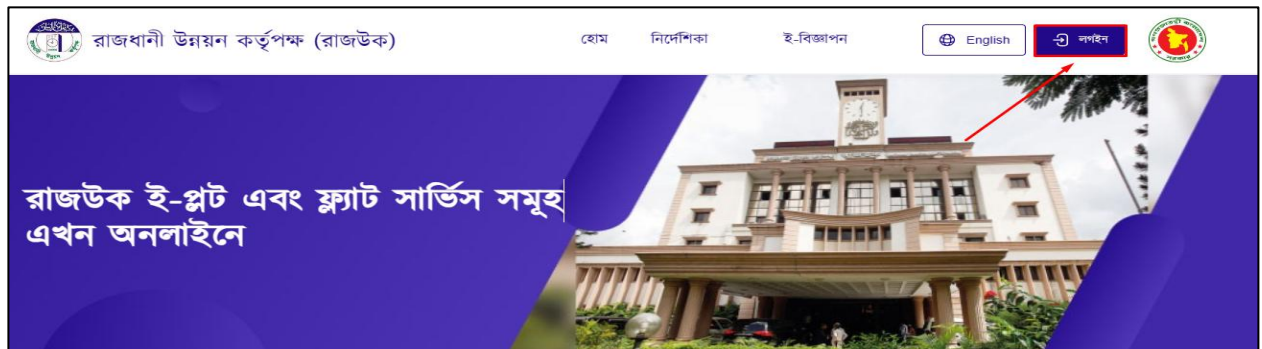 রাজধানী উন্নয়ন কর্তৃপক্ষ (রাজউক)
হোম
নির্দেশিকা
ই-বিজ্ঞাপন
English
লগইন
রাজউক ই-প্লট এবং ফ্ল্যাট সার্ভিস সমূহ
এখন অনলাইনে